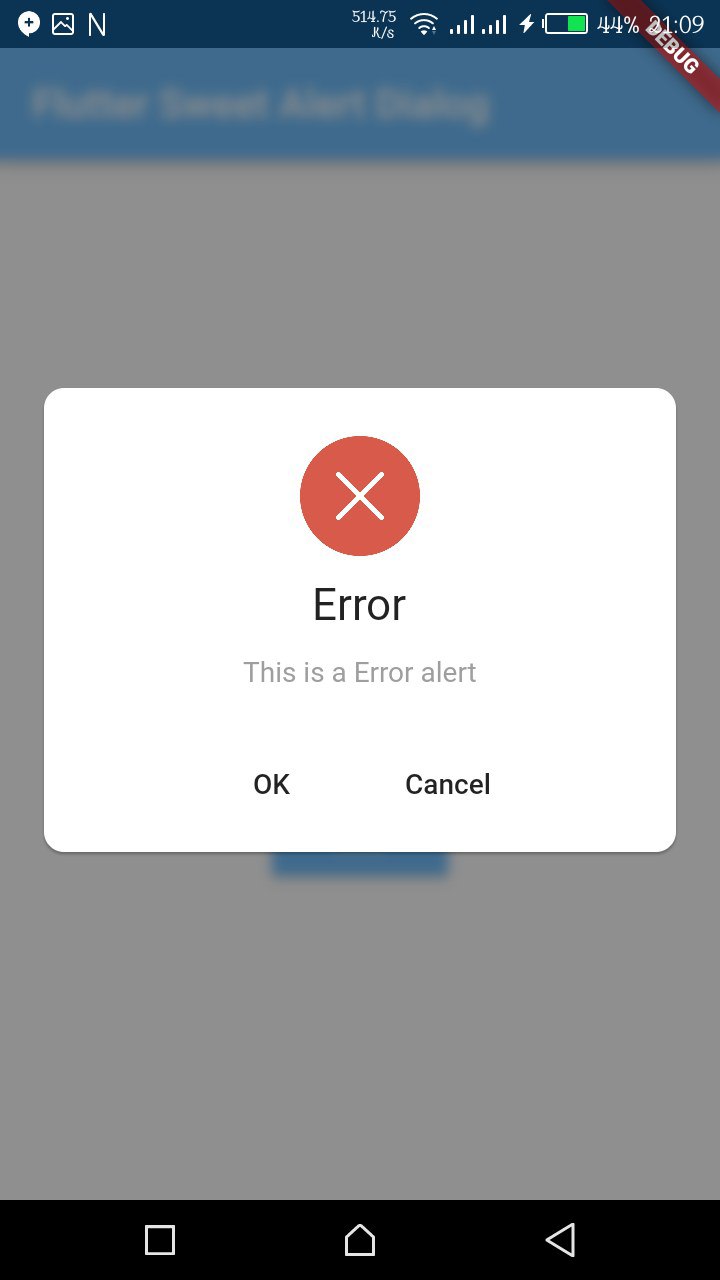 514.75
K/s
44% 21:09
DEBUG
Flutter Sweet Alert Dialog
Error
This is a Error alert
OK Cancel